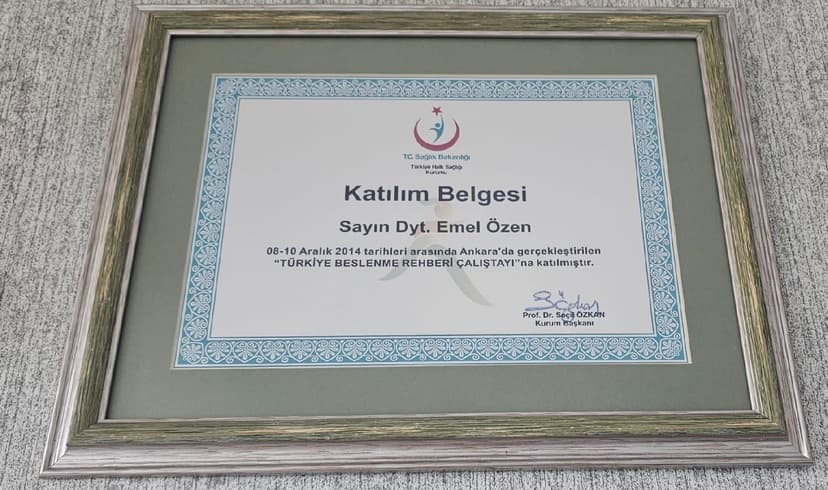 T.C. Sağlık Bakanlığı
Türkiye Halk Sağlığı
Kurumu
Katılım Belgesi
Sayın Dyt. Emel Özen
08-10 Aralık 2014 tarihleri arasında Ankara'da gerçekleştirilen
"TÜRKİYE BESLENME REHBERİ ÇALIŞTAYI"na katılmıştır.
Prof. Dr. Seçil ÖZKAN
Kurum Başkanı